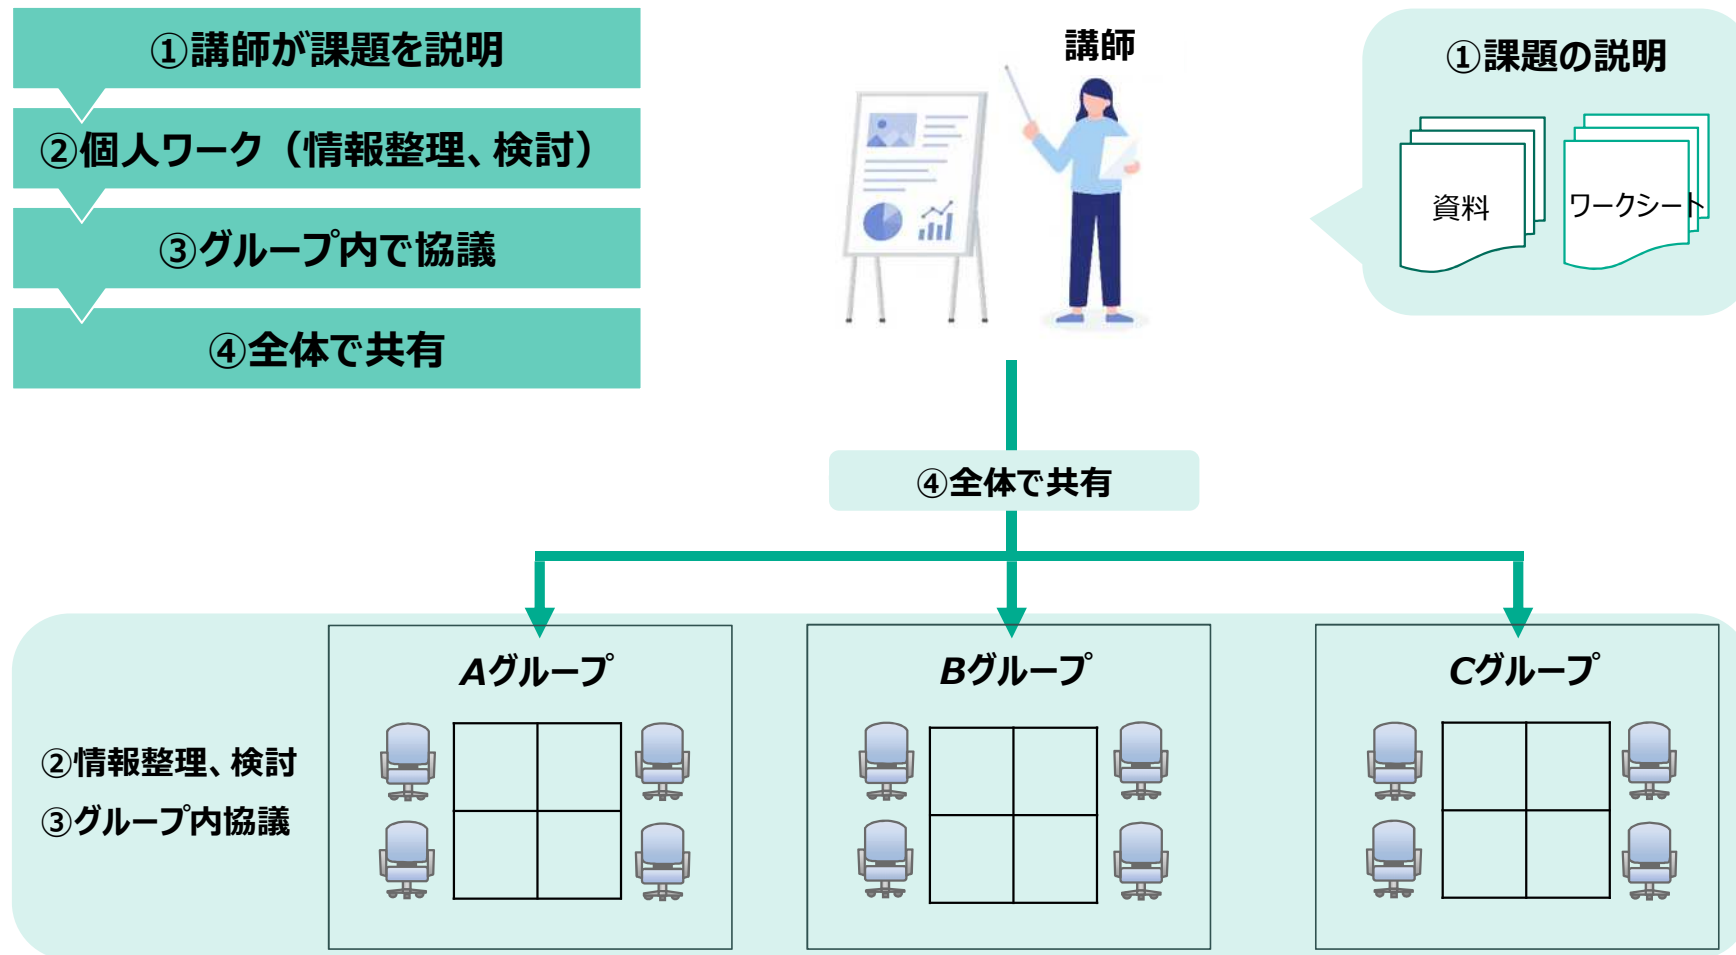 ①講師が課題を説明
②個人ワーク（情報整理、検討）
③グループ内で協議
④全体で共有
講師
①課題の説明
資料
ワークシート
④全体で共有
Aグループ
Bグループ
Cグループ
②情報整理、検討
③グループ内協議